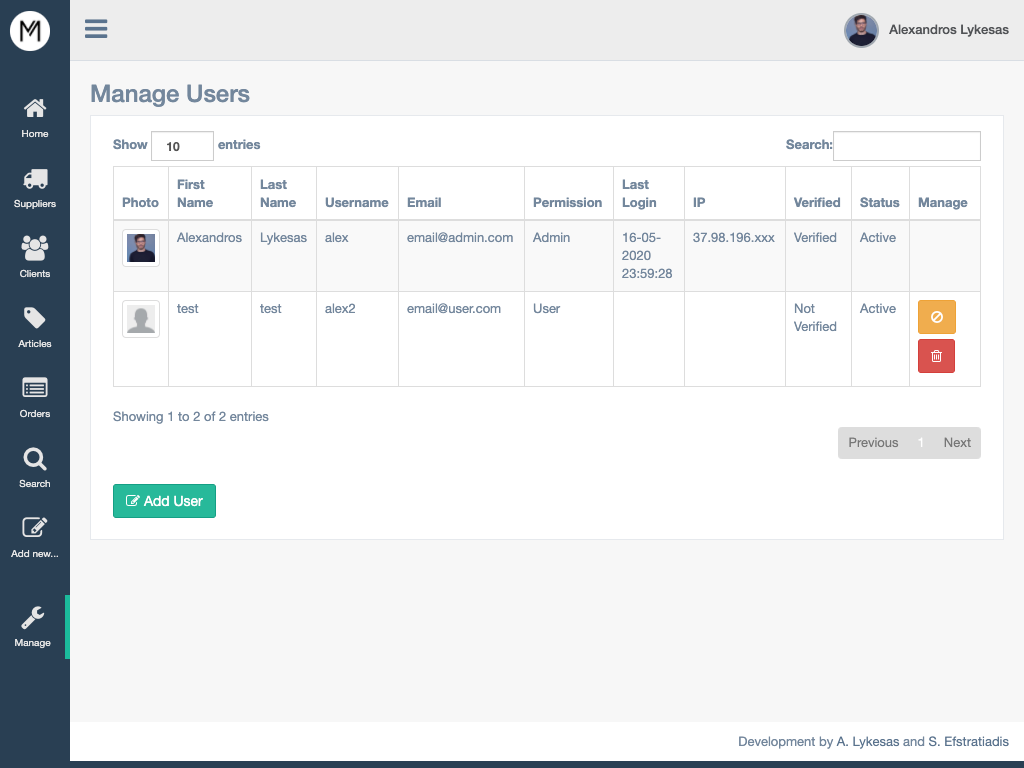 M
Alexandros Lykesas
Home
Suppliers
Clients
Articles
Orders
Search
Add new...
Manage
Manage Users
Show 10 entries
Search:
Photo First Name Last Name Username Email Permission Last Login IP Verified Status Manage
Alexandros Lykesas alex email@admin.com Admin 16-05-2020 23:59:28 37.98.196.xxx Verified Active
test test alex2 email@user.com User Not Verified Active
Showing 1 to 2 of 2 entries
Previous 1 Next
Add User
Development by A. Lykesas and S. Efstratiadis